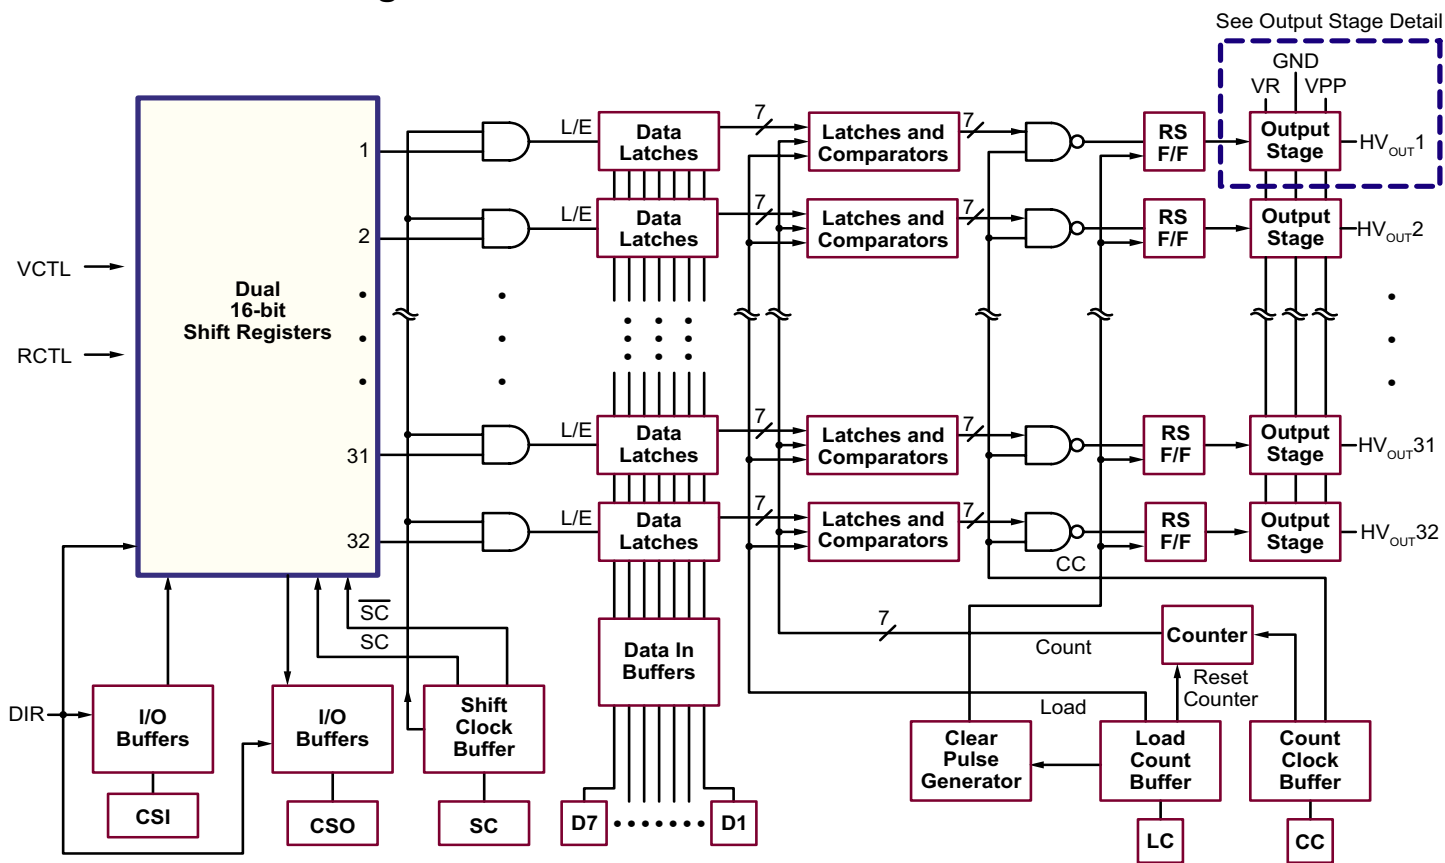 See Output Stage Detail
GND
VR VPP
1
L/E
Data
Latches
7
Latches and
Comparators
7
RS
F/F
Output
Stage
HVOUT1
2
L/E
Data
Latches
7
Latches and
Comparators
7
RS
F/F
Output
Stage
HVOUT2
VCTL
RCTL
Dual
16-bit
Shift Registers
31
L/E
Data
Latches
7
Latches and
Comparators
7
RS
F/F
Output
Stage
HVOUT31
32
L/E
Data
Latches
7
Latches and
Comparators
7
RS
F/F
Output
Stage
HVOUT32
CC
SC
SC
Data In
Buffers
7
Count
Counter
Reset
Counter
Load
DIR
I/O
Buffers
I/O
Buffers
Shift
Clock
Buffer
Clear
Pulse
Generator
Load
Count
Buffer
Count
Clock
Buffer
CSI
CSO
SC
D7
D1
LC
CC